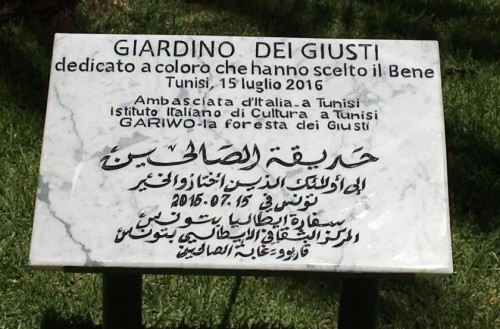 GIARDINO DEI GIUSTI
dedicato a coloro che hanno scelto il Bene
Tunisi, 15 luglio 2016
Ambasciata d'Italia a Tunisi
Istituto Italiano di Cultura a Tunisi
GARIWO-la foresta dei Giusti
حديقة الصالحين
إلى أولئك الذين اختاروا الخير
تونس في 15 .07 .2016
سفارة إيطاليا بتونس
المركز الثقافي الإيطالي بتونس
قاريوو-غابة الصالحين